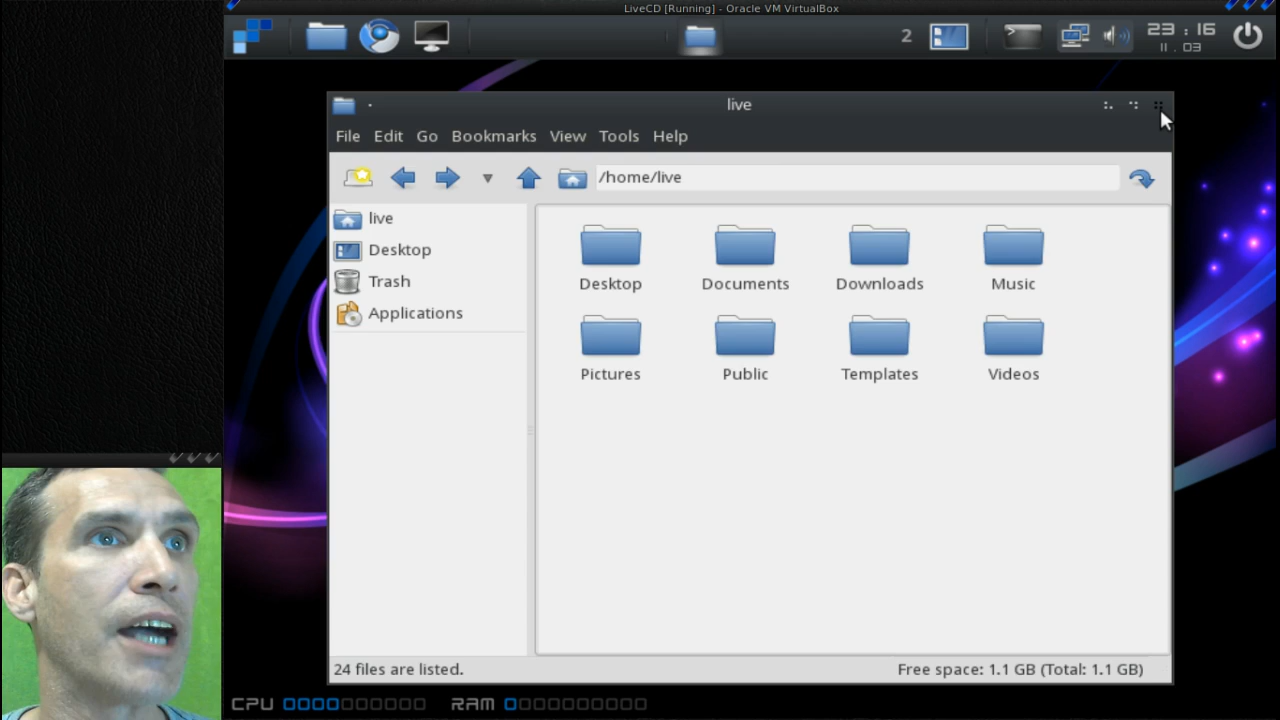 LiveCD [Running] - Oracle VM VirtualBox
2
23 : 16
11 . 03
live
File Edit Go Bookmarks View Tools Help
/home/live
live
Desktop
Trash
Applications
Desktop Documents Downloads Music
Pictures Public Templates Videos
24 files are listed.
Free space: 1.1 GB (Total: 1.1 GB)
CPU RAM